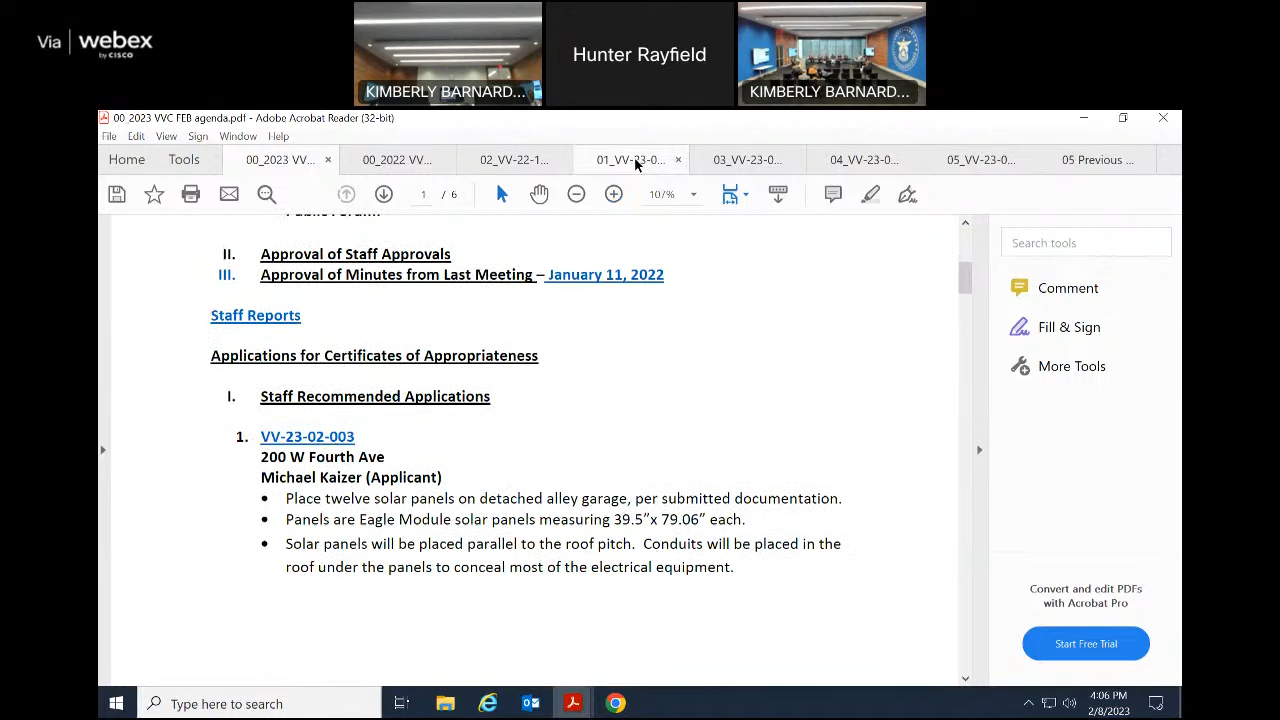 Via webex
by CISCO
KIMBERLY BARNARD...
Hunter Rayfield
KIMBERLY BARNARD...
00_2023 VVC FEB agenda.pdf - Adobe Acrobat Reader (32-bit)
File Edit View Sign Window Help
Home Tools 00_2023 VV... × 00_2022 VV... 02_VV-22-1... 01_VV-23-0... × 03_VV-23-0... 04_VV-23-0... 05_VV-23-0... 05 Previous ...
1 / 6 107%
II. Approval of Staff Approvals
III. Approval of Minutes from Last Meeting – January 11, 2022
Staff Reports
Applications for Certificates of Appropriateness
I. Staff Recommended Applications
1. VV-23-02-003
200 W Fourth Ave
Michael Kaizer (Applicant)
• Place twelve solar panels on detached alley garage, per submitted documentation.
• Panels are Eagle Module solar panels measuring 39.5”x 79.06” each.
• Solar panels will be placed parallel to the roof pitch. Conduits will be placed in the
roof under the panels to conceal most of the electrical equipment.
Search tools
Comment
Fill & Sign
More Tools
Convert and edit PDFs
with Acrobat Pro
Start Free Trial
Type here to search
4:06 PM
2/8/2023